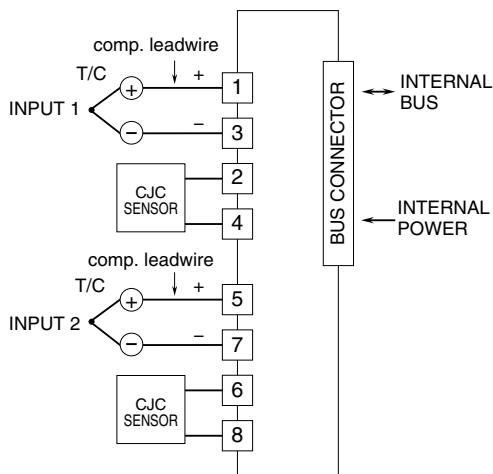 comp. leadwire
T/C
+
+
1
INPUT 1
−
−
3
CJC
SENSOR
2
4
comp. leadwire
T/C
+
+
5
INPUT 2
−
−
7
CJC
SENSOR
6
8
BUS CONNECTOR
INTERNAL
BUS
INTERNAL
POWER